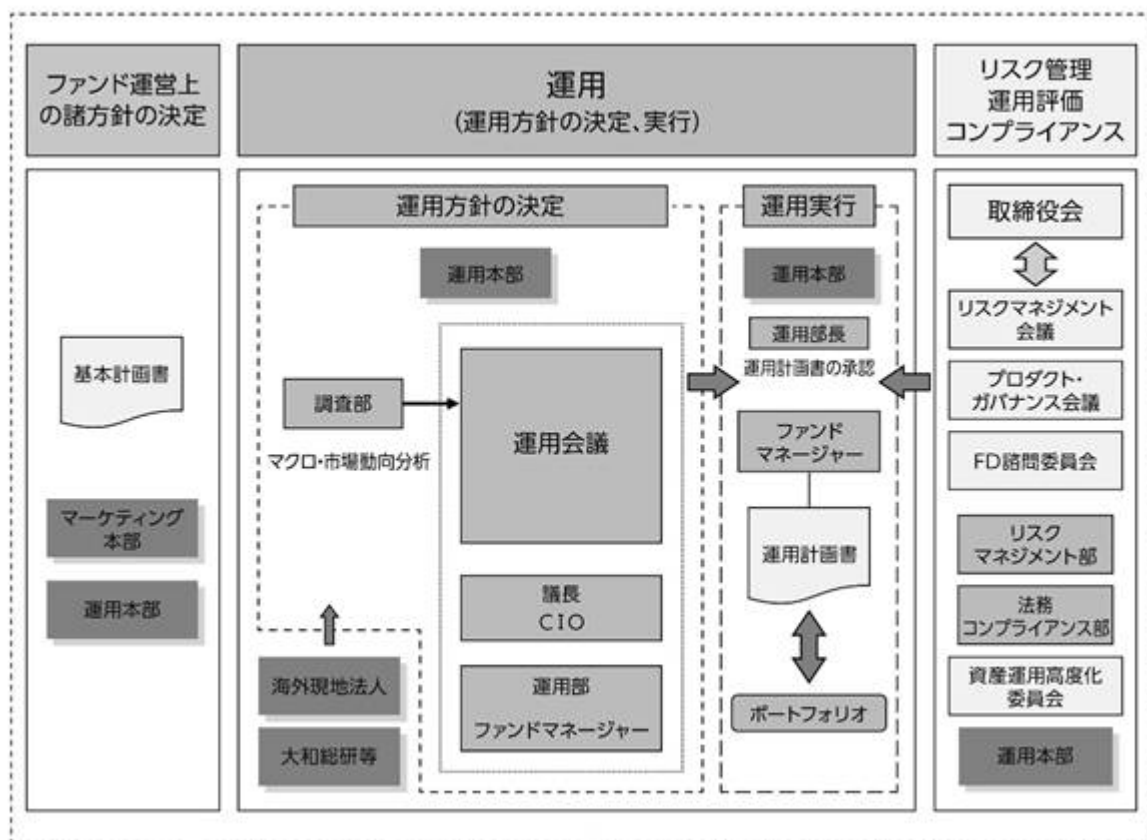 ファンド運営上
の諸方針の決定
基本計画書
マーケティング
本部
運用本部
運用
(運用方針の決定、実行)
運用方針の決定
運用本部
調査部
マクロ・市場動向分析
運用会議
議長
CIO
運用部
ファンドマネージャー
海外現地法人
大和総研等
運用実行
運用本部
運用部長
運用計画書の承認
ファンド
マネージャー
運用計画書
ポートフォリオ
リスク管理
運用評価
コンプライアンス
取締役会
リスクマネジメント
会議
プロダクト・
ガバナンス会議
FD諮問委員会
リスク
マネジメント部
法務
コンプライアンス部
資産運用高度化
委員会
運用本部